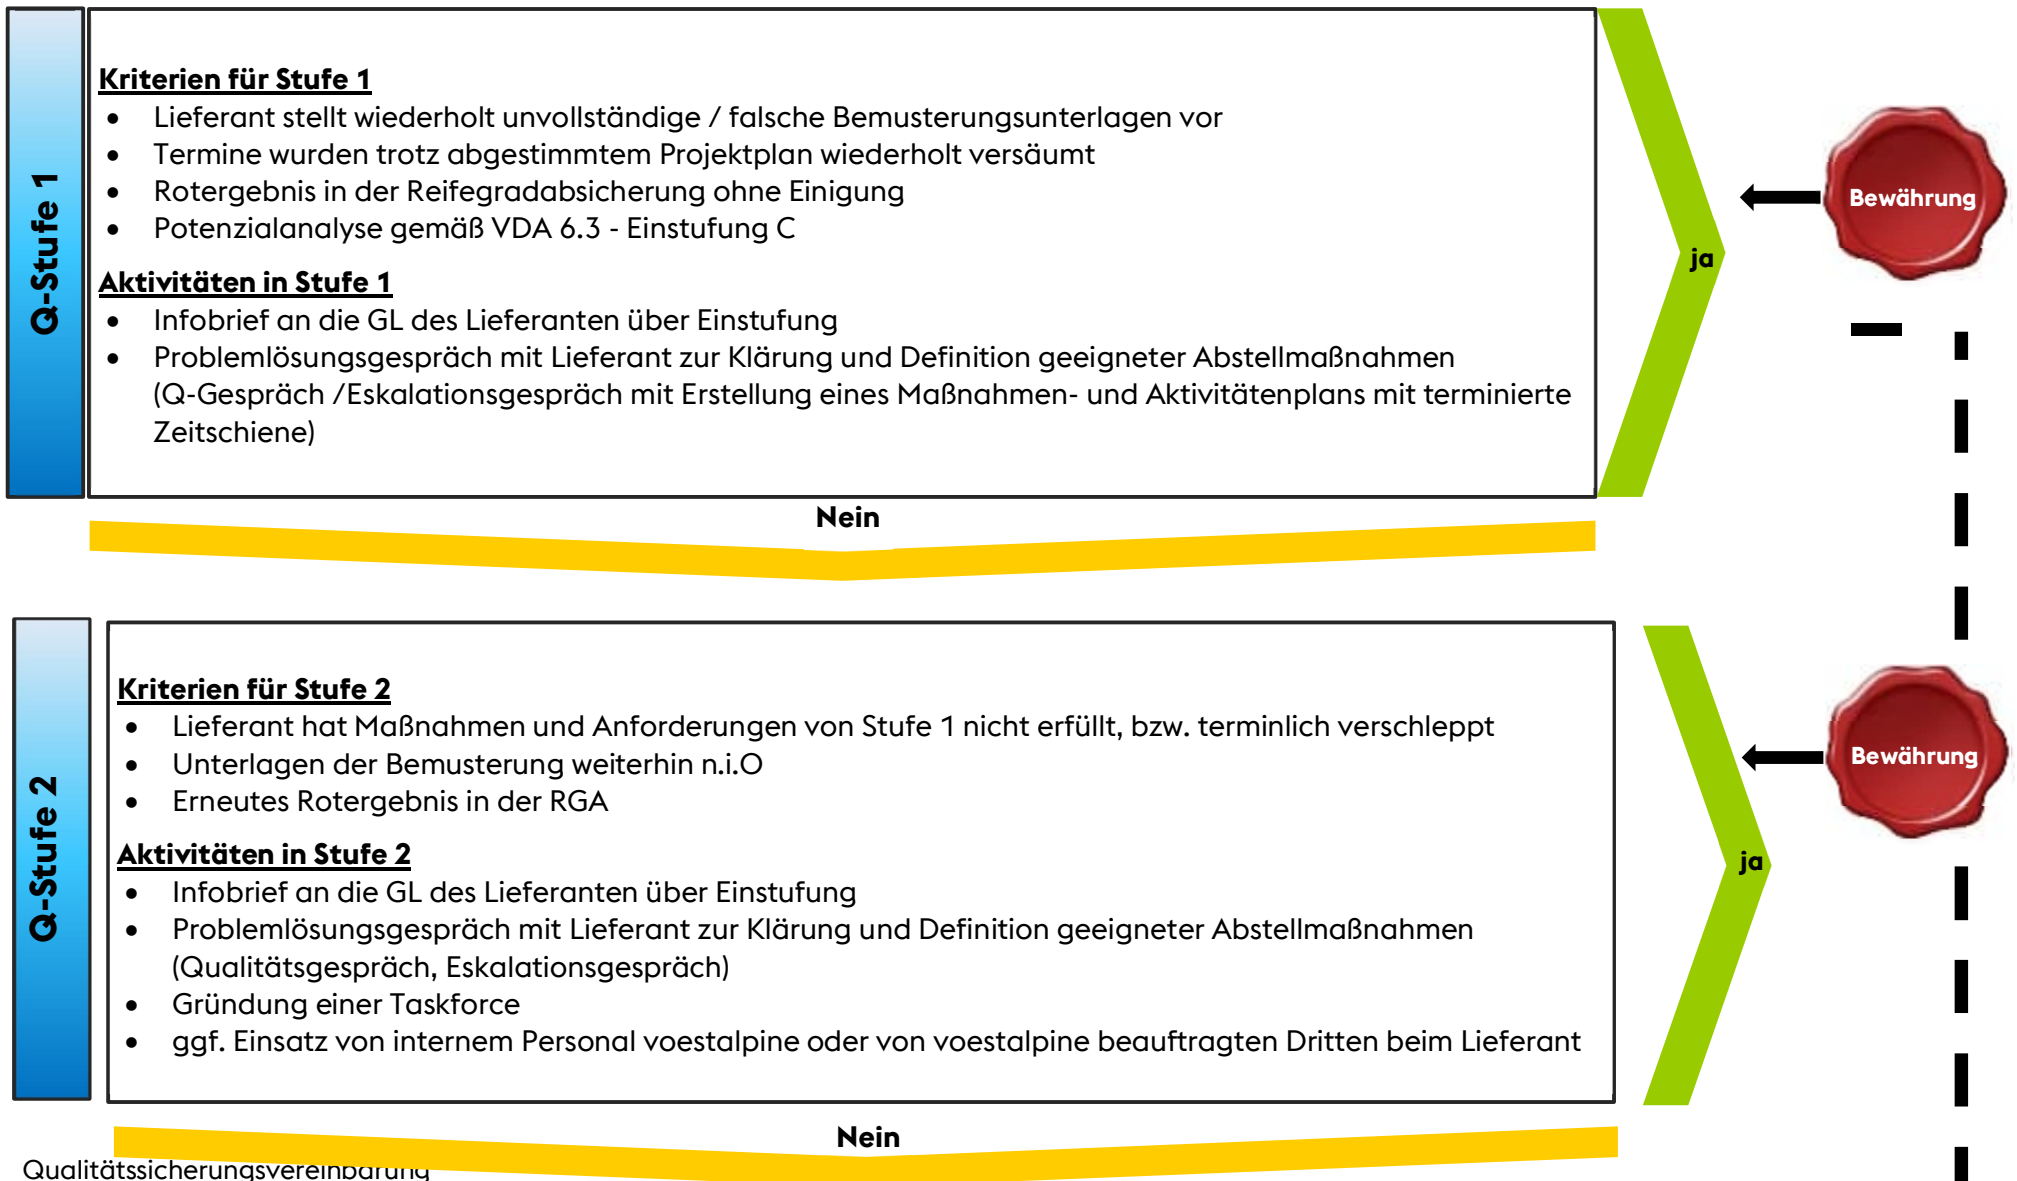 Q-Stufe 1
Kriterien für Stufe 1
• Lieferant stellt wiederholt unvollständige / falsche Bemusterungsunterlagen vor
• Termine wurden trotz abgestimmtem Projektplan wiederholt versäumt
• Rotergebnis in der Reifegradabsicherung ohne Einigung
• Potenzialanalyse gemäß VDA 6.3 - Einstufung C
Aktivitäten in Stufe 1
• Infobrief an die GL des Lieferanten über Einstufung
• Problemlösungsgespräch mit Lieferant zur Klärung und Definition geeigneter Abstellmaßnahmen
(Q-Gespräch /Eskalationsgespräch mit Erstellung eines Maßnahmen- und Aktivitätenplans mit terminierte
Zeitschiene)
ja
Bewährung
Nein
Q-Stufe 2
Kriterien für Stufe 2
• Lieferant hat Maßnahmen und Anforderungen von Stufe 1 nicht erfüllt, bzw. terminlich verschleppt
• Unterlagen der Bemusterung weiterhin n.i.O
• Erneutes Rotergebnis in der RGA
Aktivitäten in Stufe 2
• Infobrief an die GL des Lieferanten über Einstufung
• Problemlösungsgespräch mit Lieferant zur Klärung und Definition geeigneter Abstellmaßnahmen
(Qualitätsgespräch, Eskalationsgespräch)
• Gründung einer Taskforce
• ggf. Einsatz von internem Personal voestalpine oder von voestalpine beauftragten Dritten beim Lieferant
ja
Bewährung
Nein
Qualitätssicherungsvereinbarung